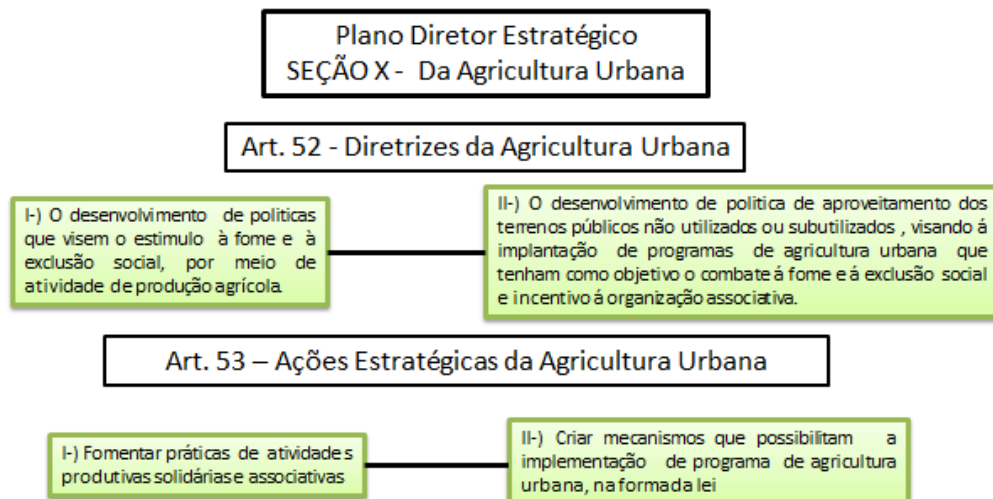 Plano Diretor Estratégico
SEÇÃO X - Da Agricultura Urbana
Art. 52 - Diretrizes da Agricultura Urbana
I-) O desenvolvimento de politicas
que visem o estimulo à fome e à
exclusão social, por meio de
atividade de produção agrícola.
II-) O desenvolvimento de politica de aproveitamento dos
terrenos públicos não utilizados ou subutilizados , visando á
implantação de programas de agricultura urbana que
tenham como objetivo o combate á fome e á exclusão social
e incentivo á organização associativa.
Art. 53 – Ações Estratégicas da Agricultura Urbana
I-) Fomentar práticas de atividades
produtivas solidárias e associativas
II-) Criar mecanismos que possibilitam a
implementação de programa de agricultura
urbana, na forma da lei